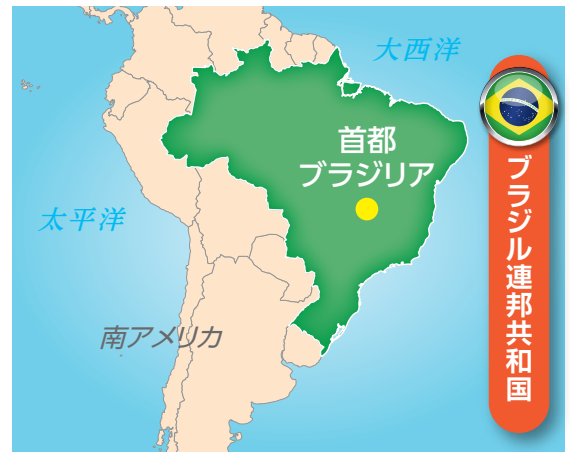 大西洋
首都
ブラジリア
太平洋
南アメリカ
ブラジル連邦共和国